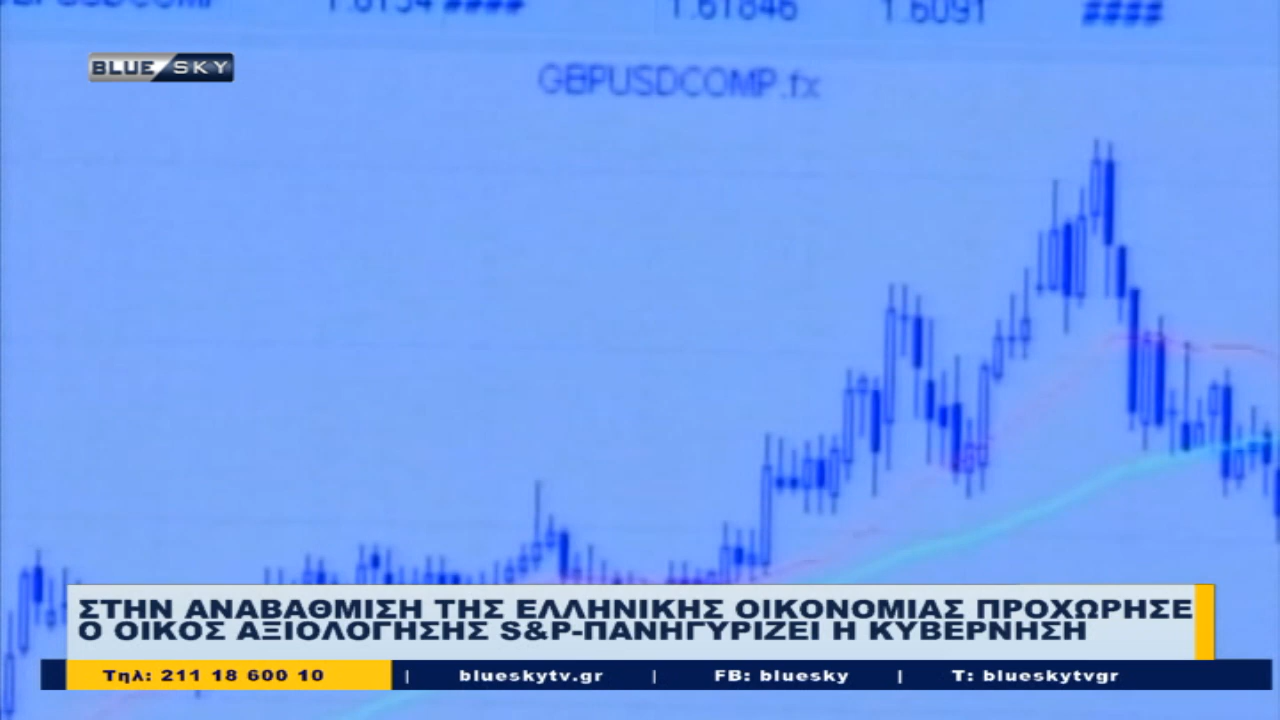 1.61846 1.6091 ####
BLUE SKY
GBPUSDCOMP.fx
ΣΤΗΝ ΑΝΑΒΑΘΜΙΣΗ ΤΗΣ ΕΛΛΗΝΙΚΗΣ ΟΙΚΟΝΟΜΙΑΣ ΠΡΟΧΩΡΗΣΕ
Ο ΟΙΚΟΣ ΑΞΙΟΛΟΓΗΣΗΣ S&P-ΠΑΝΗΓΥΡΙΖΕΙ Η ΚΥΒΕΡΝΗΣΗ
Τηλ: 211 18 600 10 | blueskytv.gr | FB: bluesky | T: blueskytvgr